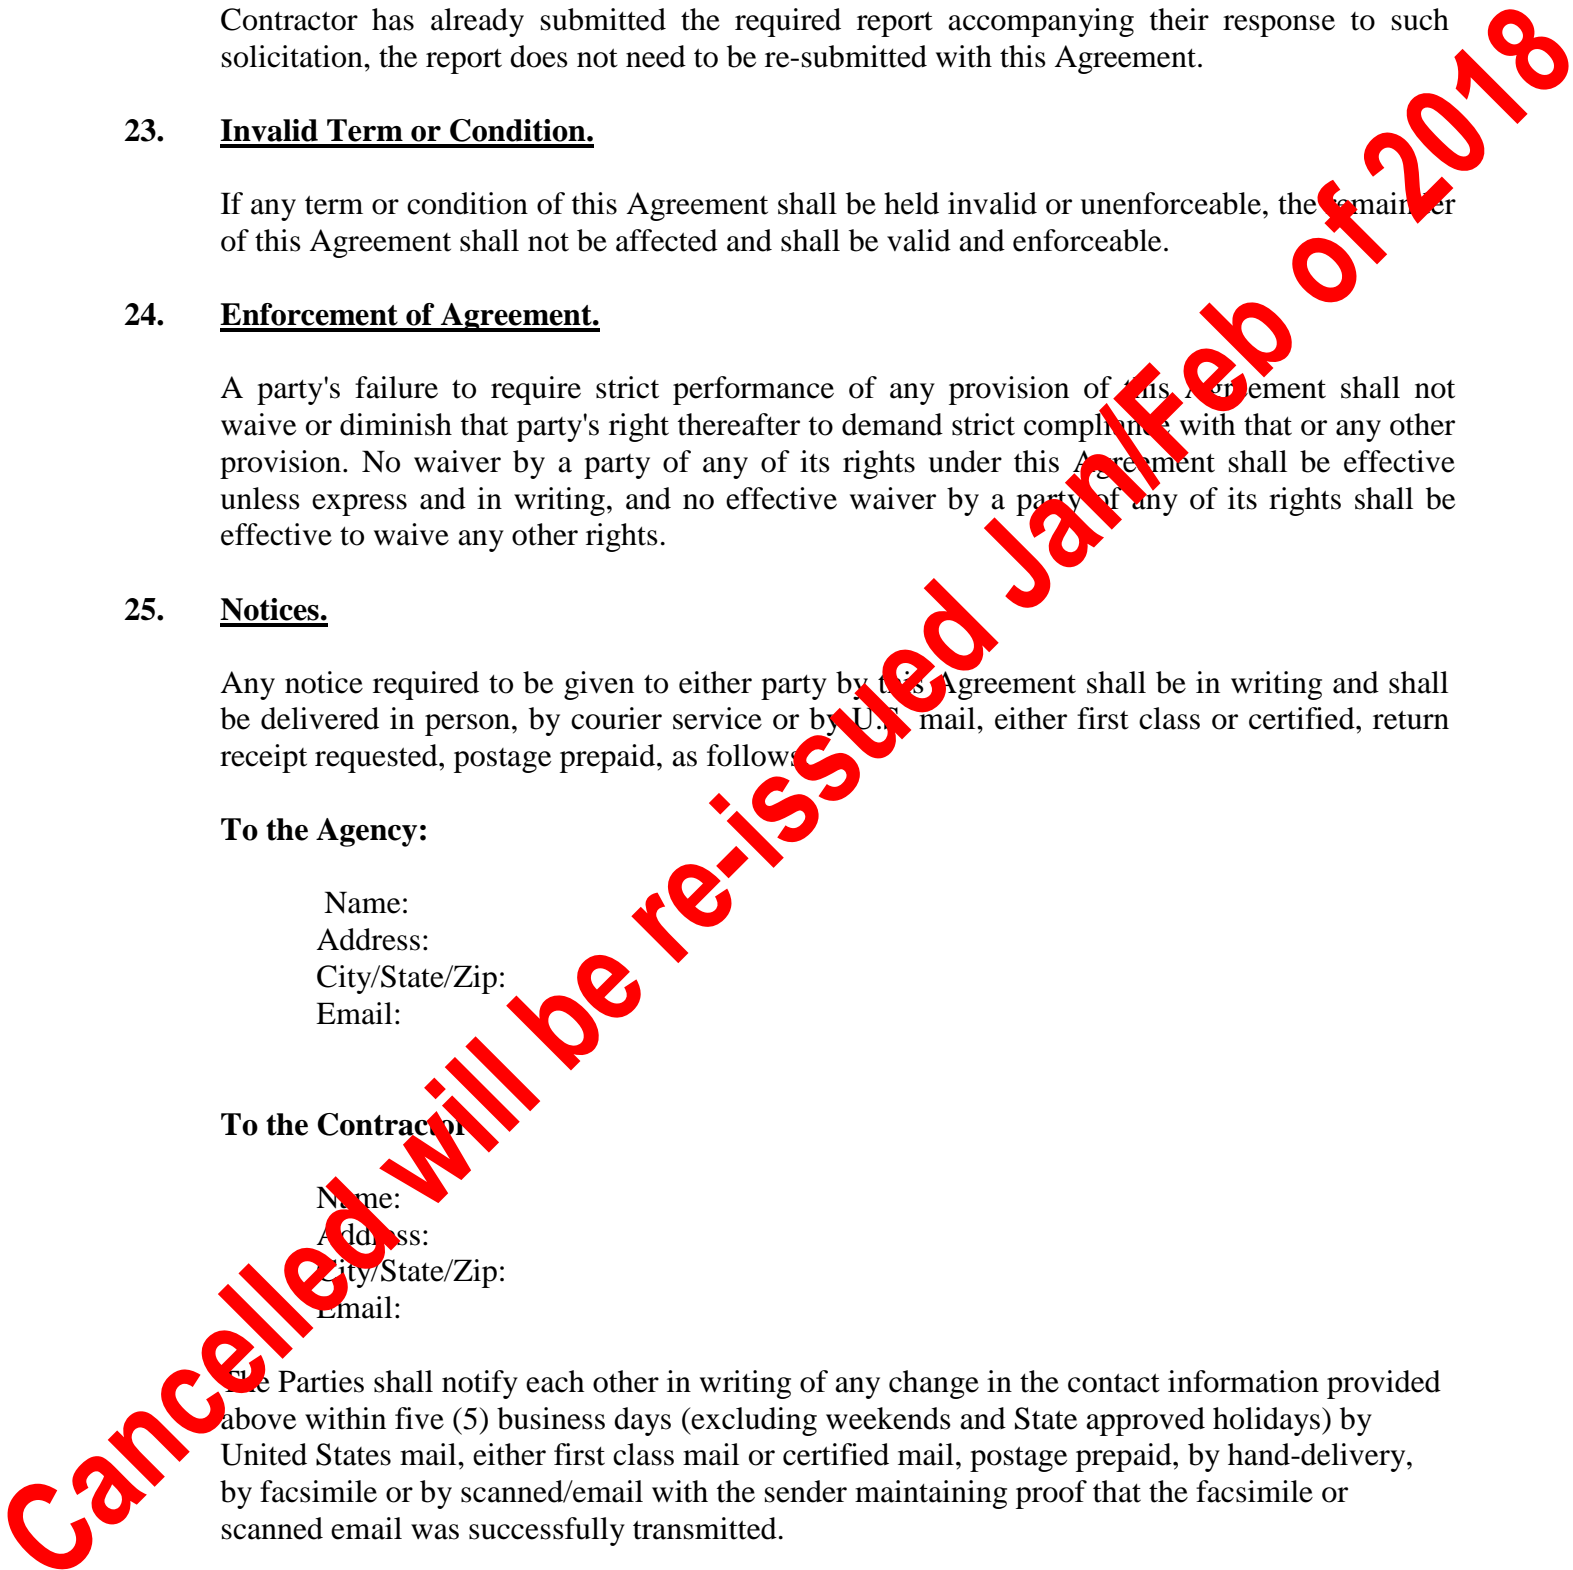 Contractor has already submitted the required report accompanying their response to such
solicitation, the report does not need to be re-submitted with this Agreement.
23. Invalid Term or Condition.
If any term or condition of this Agreement shall be held invalid or unenforceable, the remainder
of this Agreement shall not be affected and shall be valid and enforceable.
24. Enforcement of Agreement.
A party's failure to require strict performance of any provision of this Agreement shall not
waive or diminish that party's right thereafter to demand strict compliance with that or any other
provision. No waiver by a party of any of its rights under this Agreement shall be effective
unless express and in writing, and no effective waiver by a party of any of its rights shall be
effective to waive any other rights.
25. Notices.
Any notice required to be given to either party by this Agreement shall be in writing and shall
be delivered in person, by courier service or by U.S. mail, either first class or certified, return
receipt requested, postage prepaid, as follows
To the Agency:
Name:
Address:
City/State/Zip:
Email:
To the Contractor
Name:
Address:
City/State/Zip:
Email:
The Parties shall notify each other in writing of any change in the contact information provided
above within five (5) business days (excluding weekends and State approved holidays) by
United States mail, either first class mail or certified mail, postage prepaid, by hand-delivery,
by facsimile or by scanned/email with the sender maintaining proof that the facsimile or
scanned email was successfully transmitted.
Cancelled will be re-issued Jan/Feb of 2018